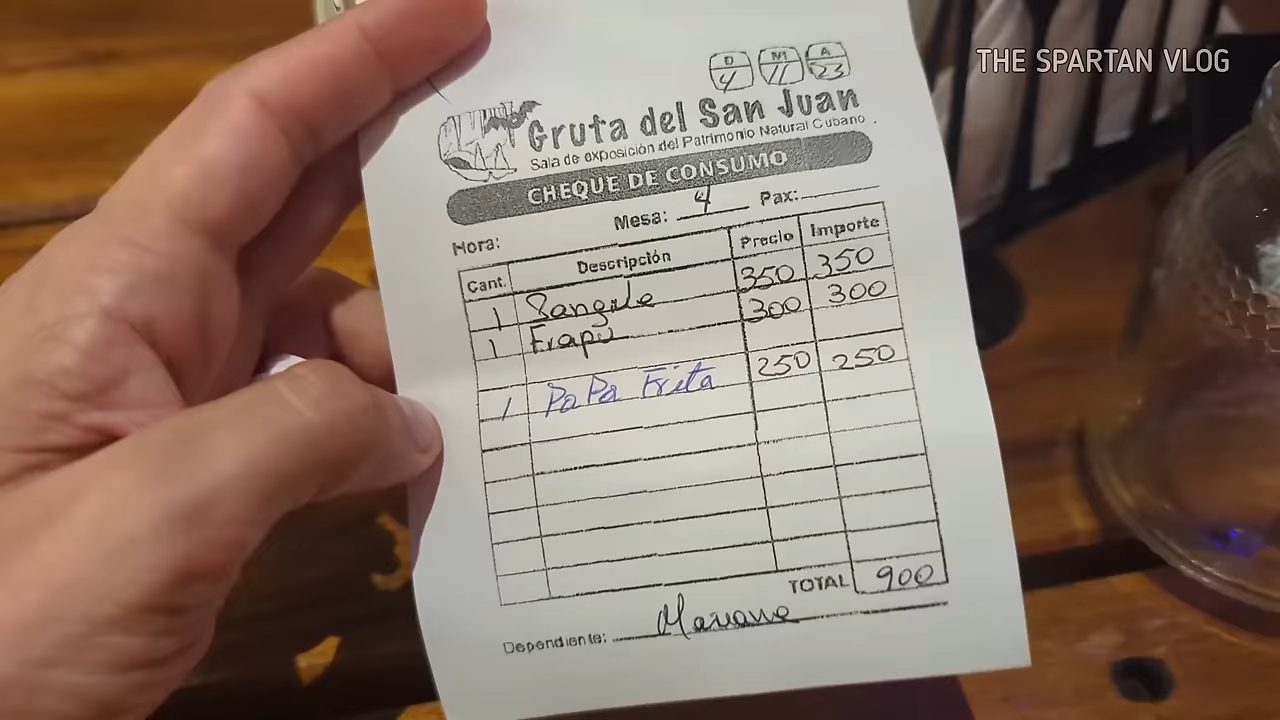 THE SPARTAN VLOG
D M A
4 11 23
Gruta del San Juan
Sala de exposición del Patrimonio Natural Cubano
CHEQUE DE CONSUMO
Hora: Mesa: 4 Pax:
Cant. Descripción Precio Importe
1 350 350
1 Frapé 300 300
1 PaPa Frita 250 250
TOTAL 900
Dependiente: